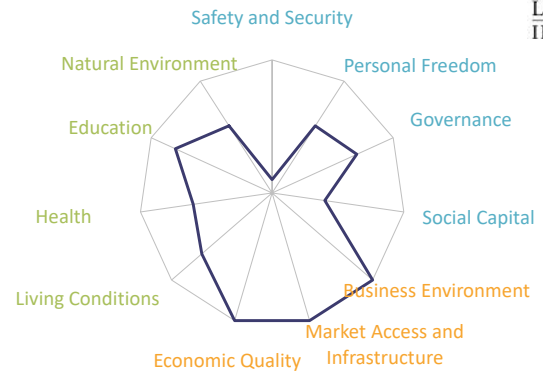 Safety and Security
Natural Environment
Personal Freedom
Education
Governance
Health
Social Capital
Living Conditions
Business Environment
Market Access and
Infrastructure
Economic Quality